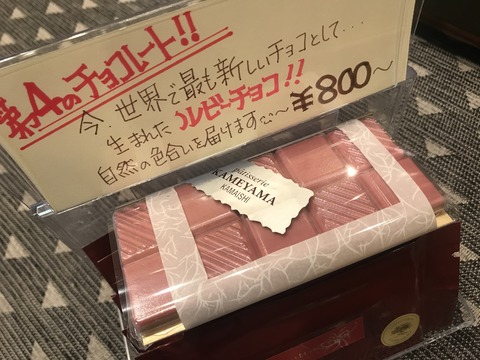 第4のチョコレート!!
今、世界で最も新しいチョコとして...
生まれた ルビーチョコ!!
自然の色合いを届けます〜 ¥800〜
Pâtisserie
KAMEYAMA
KAMAISHI